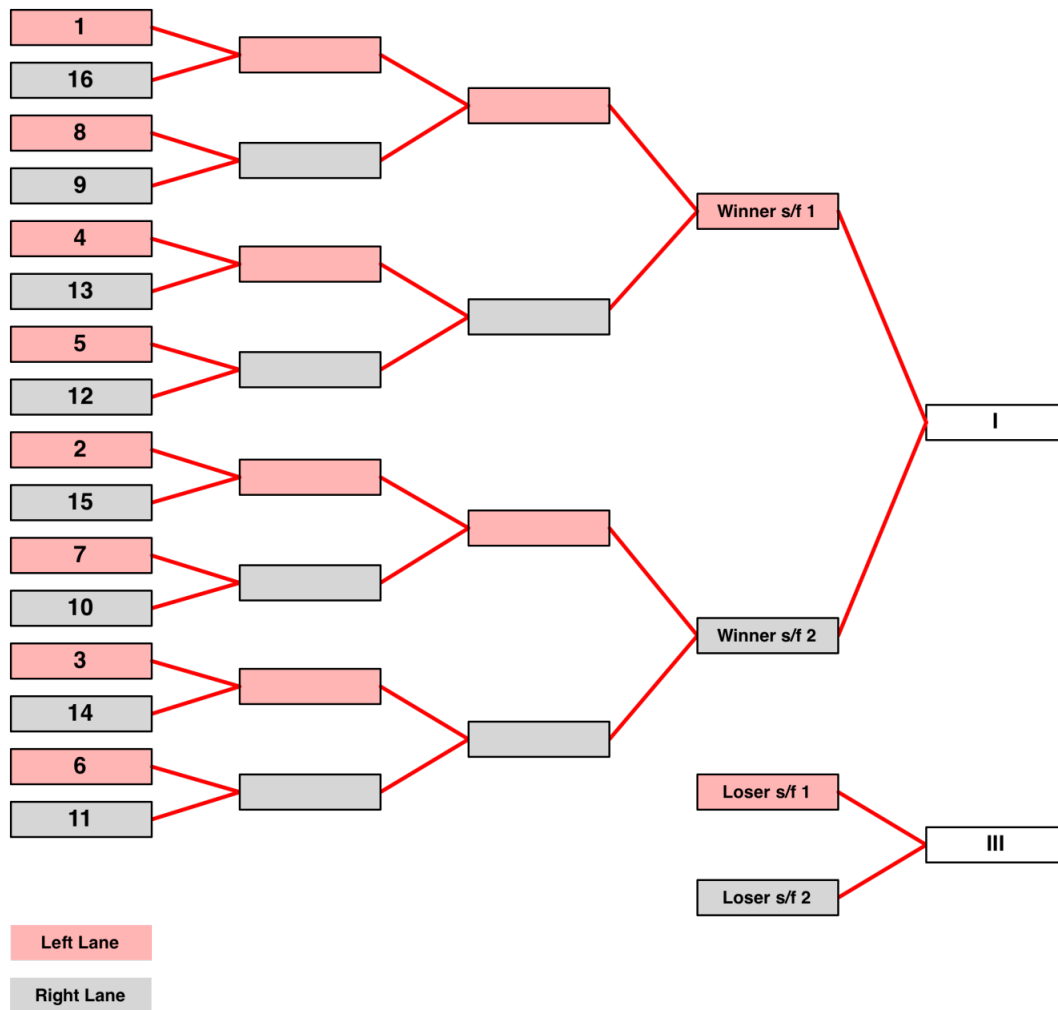 1
16
8
9
4
13
5
12
2
15
7
10
3
14
6
11
Winner s/f 1
Winner s/f 2
I
Loser s/f 1
Loser s/f 2
III
Left Lane
Right Lane